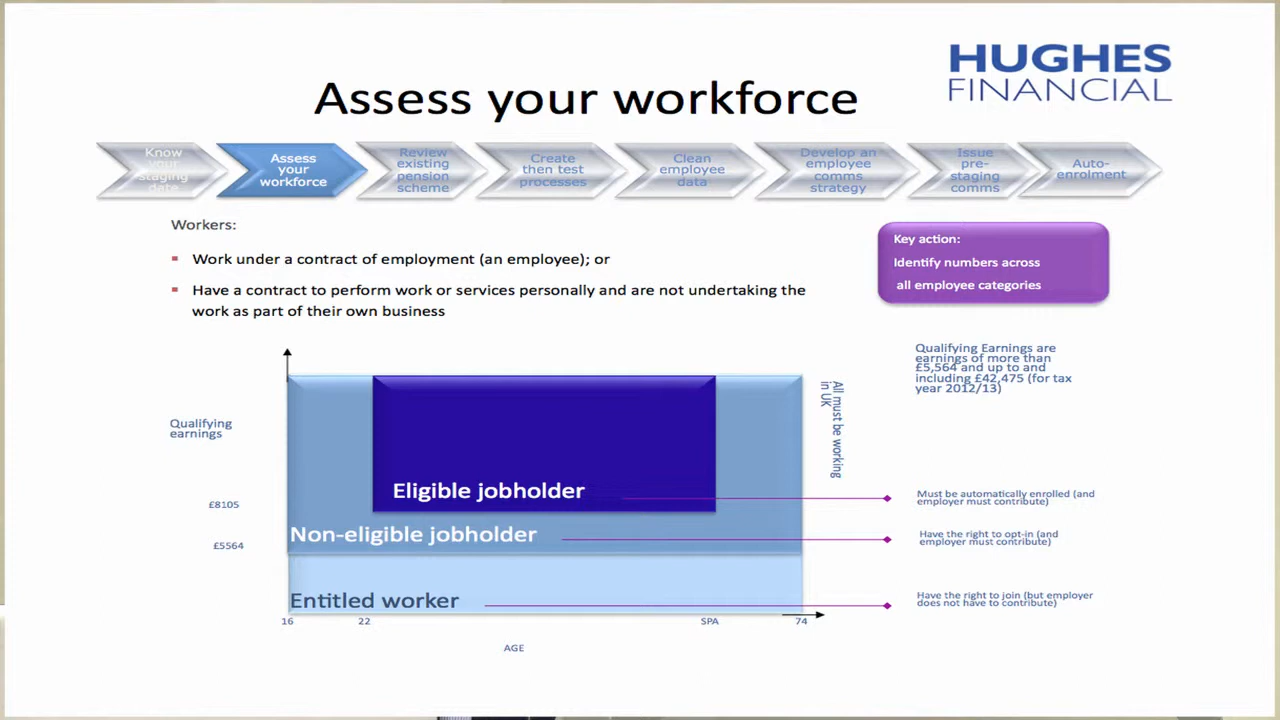 HUGHES
FINANCIAL
Assess your workforce
Know
your
staging
date
Assess
your
workforce
Review
existing
pension
scheme
Create
then test
processes
Clean
employee
data
Develop an
employee
comms
strategy
Issue
pre-
staging
comms
Auto-
enrolment
Workers:
Work under a contract of employment (an employee); or
Have a contract to perform work or services personally and are not undertaking the
work as part of their own business
Key action:
Identify numbers across
all employee categories
Qualifying Earnings are
earnings of more than
£5,564 and up to and
including £42,475 (for tax
year 2012/13)
All must be working
in UK
Qualifying
earnings
£8105
£5564
Eligible jobholder
Non-eligible jobholder
Entitled worker
Must be automatically enrolled (and
employer must contribute)
Have the right to opt-in (and
employer must contribute)
Have the right to join (but employer
does not have to contribute)
16
22
SPA
74
AGE